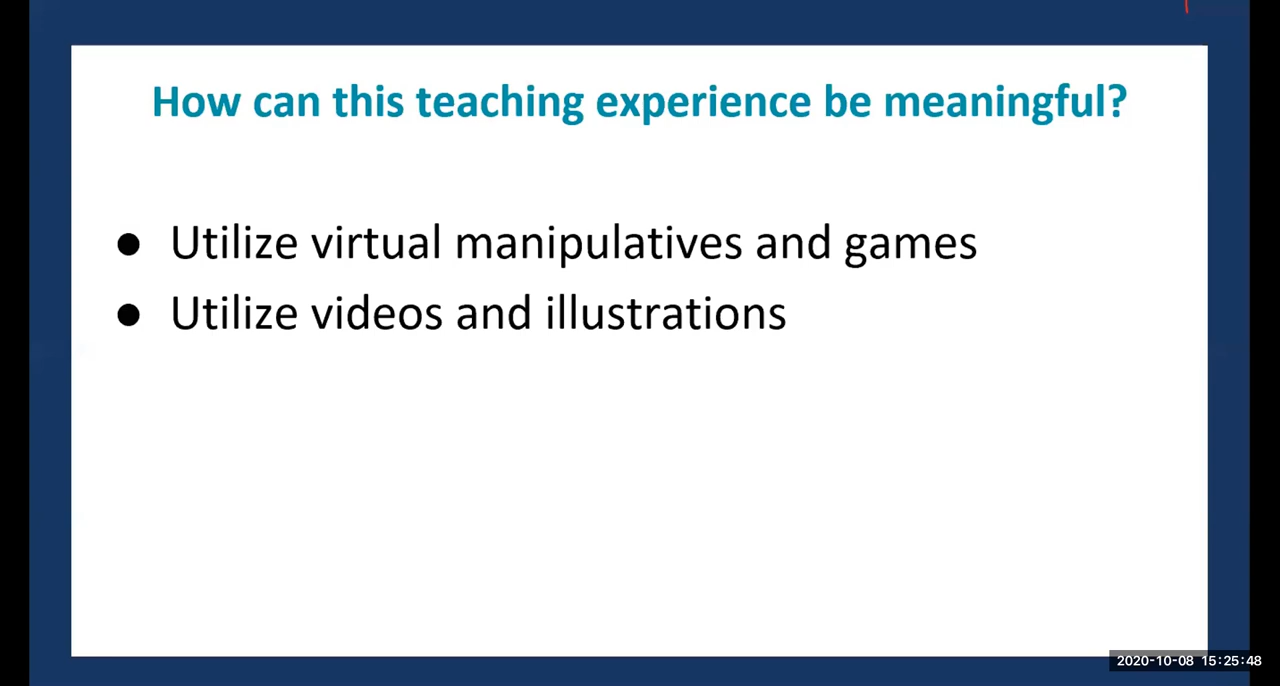 How can this teaching experience be meaningful?
● Utilize virtual manipulatives and games
● Utilize videos and illustrations
2020-10-08 15:25:48